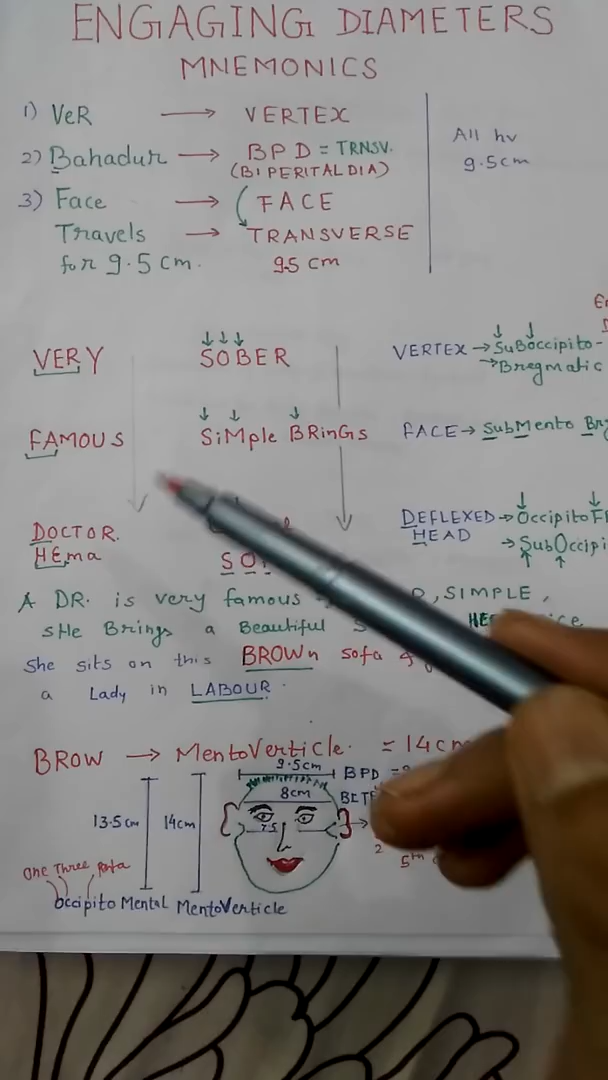 ENGAGING DIAMETERS
MNEMONICS
1) VeR → VERTEX
2) Bahadur → BPD = TRNSV.
(BIPERITAL DIA)
3) Face → FACE
Travels → TRANSVERSE
for 9.5 cm. 9.5 cm
All hv
9.5cm
VERY SOBER VERTEX → SuBoccipito-
→ Bregmatic
FAMOUS SiMple BRinGs FACE → SubMento
DOCTOR. DEFLEXED →
HEma HEAD →
A DR. is very famous SIMPLE,
sHe Brings a Beautiful
She sits on this BROWn sofa
a Lady in LABOUR.
BROW → MentoVerticle. = 14cm
9.5cm BPD
8cm
7.5
13.5cm 14cm
One Three
5th
Occipito Mental MentoVerticle